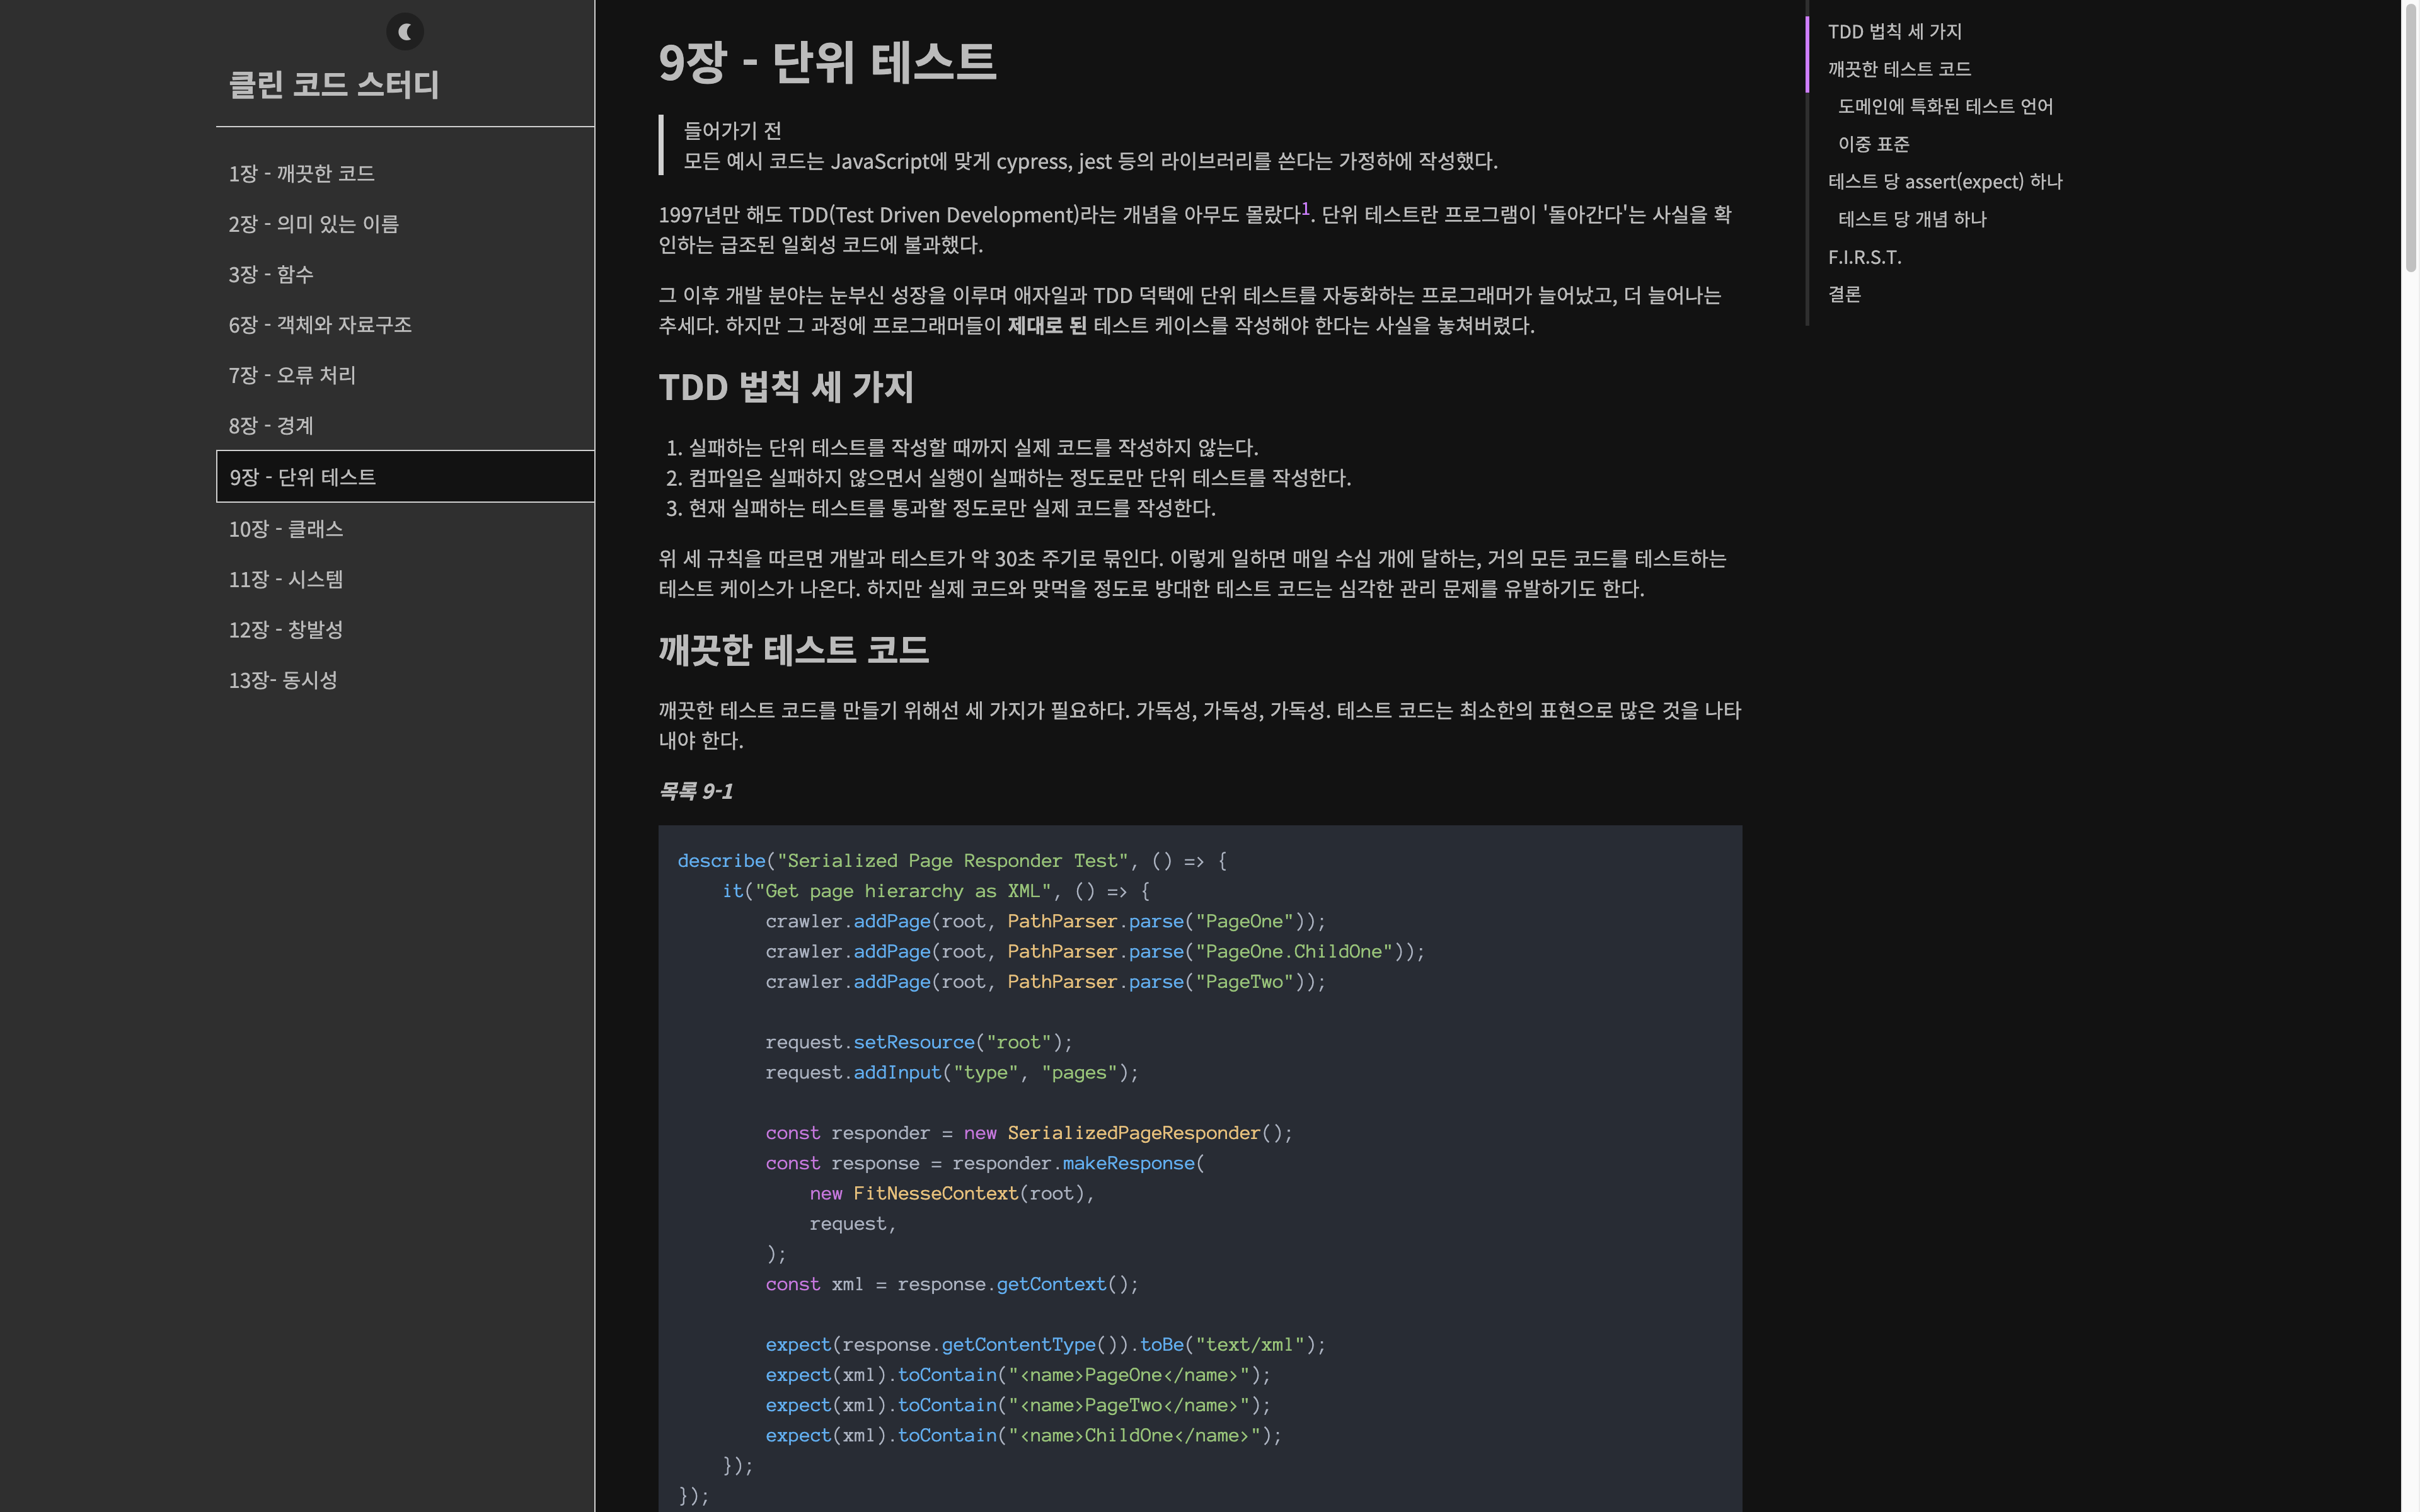 클린 코드 스터디
1장 - 깨끗한 코드
2장 - 의미 있는 이름
3장 - 함수
6장 - 객체와 자료구조
7장 - 오류 처리
8장 - 경계
9장 - 단위 테스트
10장 - 클래스
11장 - 시스템
12장 - 창발성
13장- 동시성
9장 - 단위 테스트
들어가기 전
모든 예시 코드는 JavaScript에 맞게 cypress, jest 등의 라이브러리를 쓴다는 가정하에 작성했다.
1997년만 해도 TDD(Test Driven Development)라는 개념을 아무도 몰랐다1. 단위 테스트란 프로그램이 '돌아간다'는 사실을 확
인하는 급조된 일회성 코드에 불과했다.
그 이후 개발 분야는 눈부신 성장을 이루며 애자일과 TDD 덕택에 단위 테스트를 자동화하는 프로그래머가 늘어났고, 더 늘어나는
추세다. 하지만 그 과정에 프로그래머들이 제대로 된 테스트 케이스를 작성해야 한다는 사실을 놓쳐버렸다.
TDD 법칙 세 가지
1. 실패하는 단위 테스트를 작성할 때까지 실제 코드를 작성하지 않는다.
2. 컴파일은 실패하지 않으면서 실행이 실패하는 정도로만 단위 테스트를 작성한다.
3. 현재 실패하는 테스트를 통과할 정도로만 실제 코드를 작성한다.
위 세 규칙을 따르면 개발과 테스트가 약 30초 주기로 묶인다. 이렇게 일하면 매일 수십 개에 달하는, 거의 모든 코드를 테스트하는
테스트 케이스가 나온다. 하지만 실제 코드와 맞먹을 정도로 방대한 테스트 코드는 심각한 관리 문제를 유발하기도 한다.
깨끗한 테스트 코드
깨끗한 테스트 코드를 만들기 위해선 세 가지가 필요하다. 가독성, 가독성, 가독성. 테스트 코드는 최소한의 표현으로 많은 것을 나타
내야 한다.
목록 9-1
describe("Serialized Page Responder Test", () => {
    it("Get page hierarchy as XML", () => {
        crawler.addPage(root, PathParser.parse("PageOne"));
        crawler.addPage(root, PathParser.parse("PageOne.ChildOne"));
        crawler.addPage(root, PathParser.parse("PageTwo"));
        request.setResource("root");
        request.addInput("type", "pages");
        const responder = new SerializedPageResponder();
        const response = responder.makeResponse(
            new FitNesseContext(root),
            request,
        );
        const xml = response.getContext();
        expect(response.getContentType()).toBe("text/xml");
        expect(xml).toContain("<name>PageOne</name>");
        expect(xml).toContain("<name>PageTwo</name>");
        expect(xml).toContain("<name>ChildOne</name>");
    });
});
TDD 법칙 세 가지
깨끗한 테스트 코드
도메인에 특화된 테스트 언어
이중 표준
테스트 당 assert(expect) 하나
테스트 당 개념 하나
F.I.R.S.T.
결론